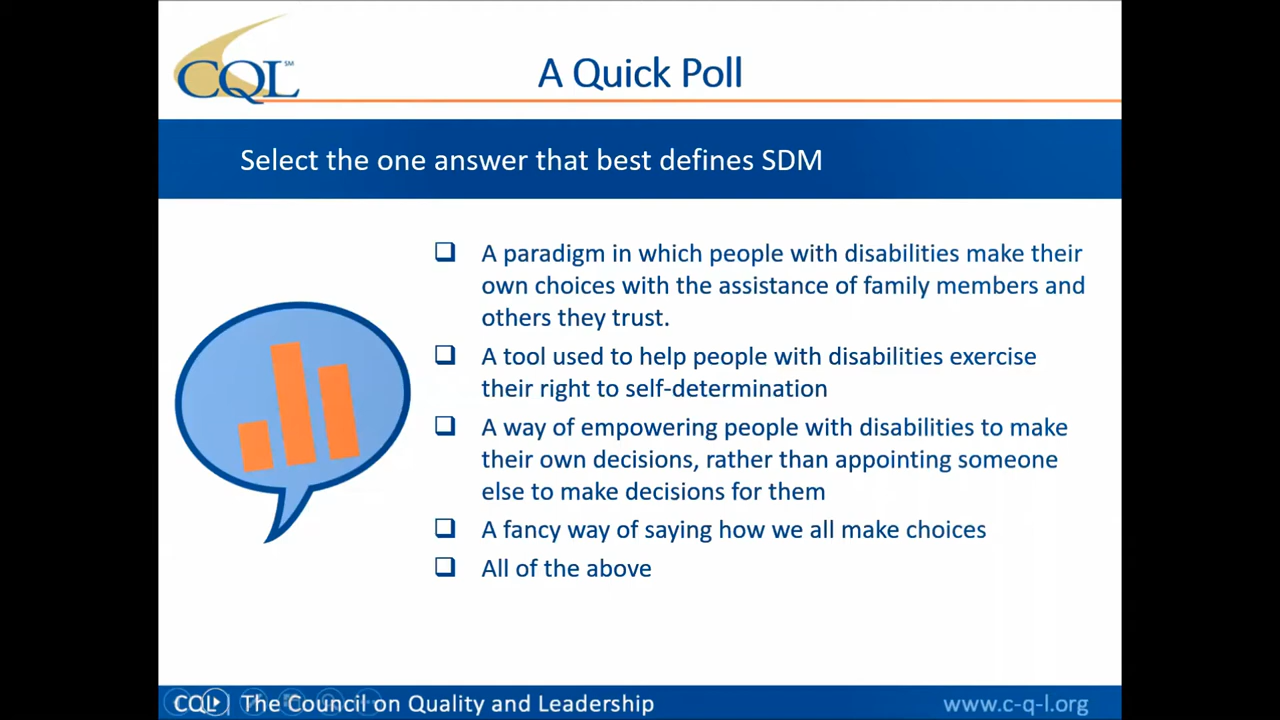 CQL SM
A Quick Poll
Select the one answer that best defines SDM
A paradigm in which people with disabilities make their
own choices with the assistance of family members and
others they trust.
A tool used to help people with disabilities exercise
their right to self-determination
A way of empowering people with disabilities to make
their own decisions, rather than appointing someone
else to make decisions for them
A fancy way of saying how we all make choices
All of the above
CQL | The Council on Quality and Leadership
www.c-q-l.org